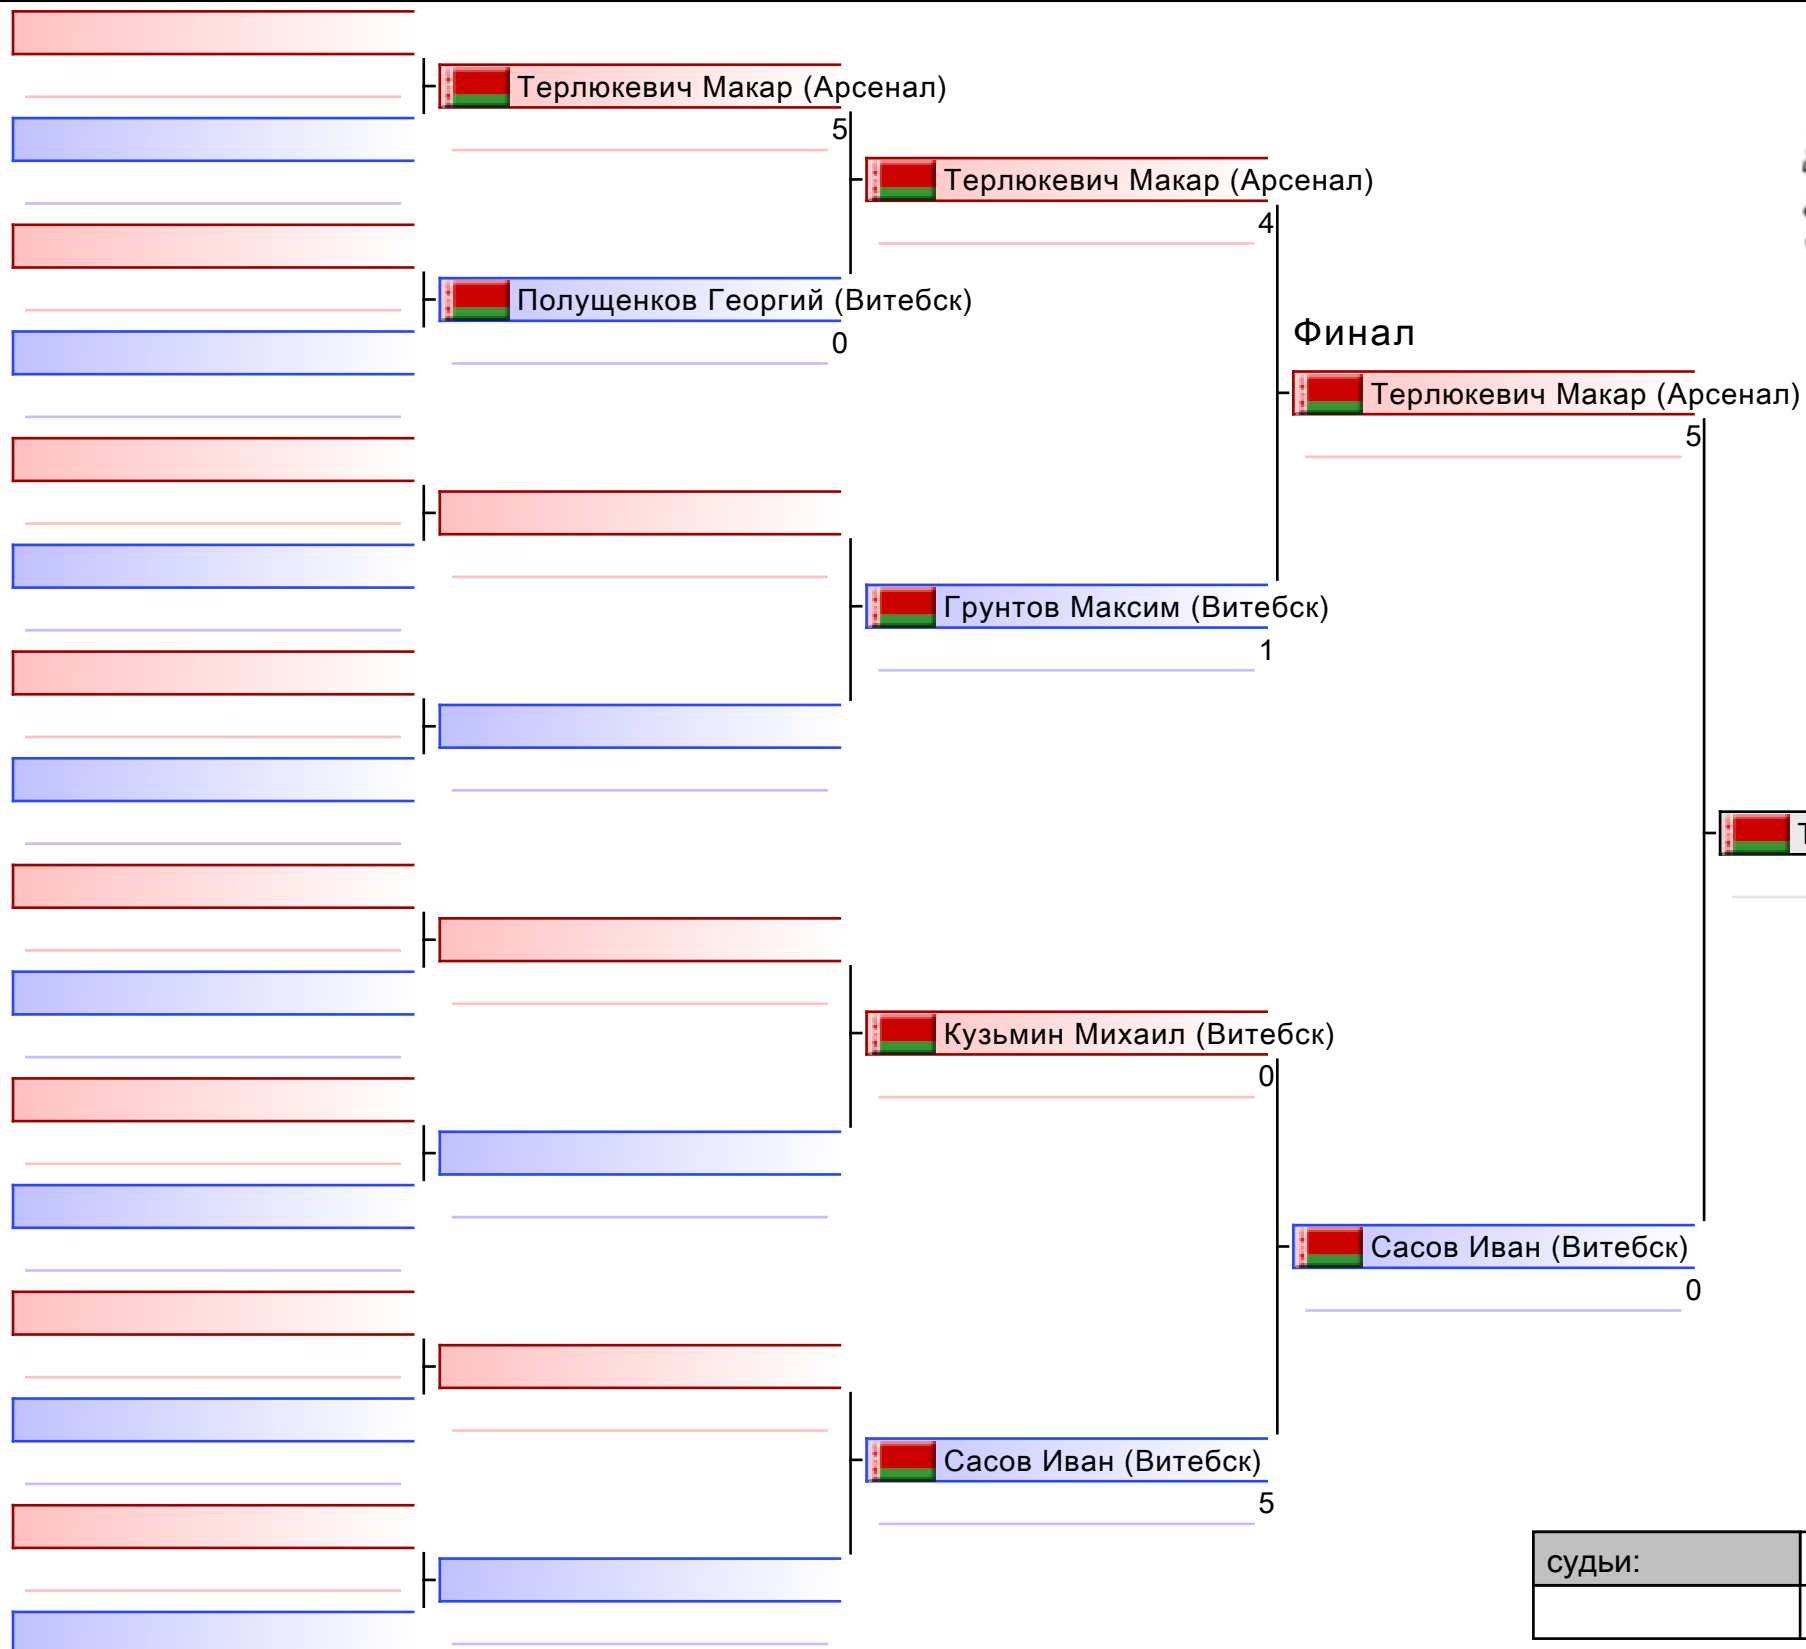 Терлюкевич Макар (Арсенал)
5
Полущенков Георгий (Витебск)
0
Терлюкевич Макар (Арсенал)
4
Грунтов Максим (Витебск)
1
Кузьмин Михаил (Витебск)
0
Сасов Иван (Витебск)
5
Финал
Терлюкевич Макар (Арсенал)
5
Сасов Иван (Витебск)
0
судьи: